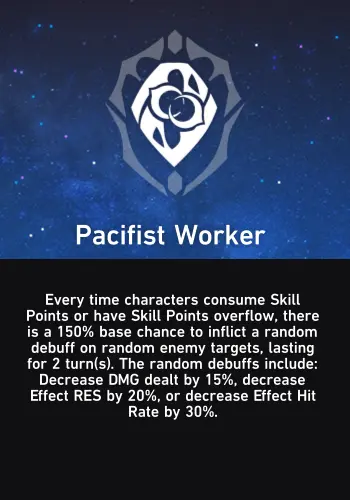 Pacifist Worker
Every time characters consume Skill
Points or have Skill Points overflow, there
is a 150% base chance to inflict a random
debuff on random enemy targets, lasting
for 2 turn(s). The random debuffs include:
Decrease DMG dealt by 15%, decrease
Effect RES by 20%, or decrease Effect Hit
Rate by 30%.